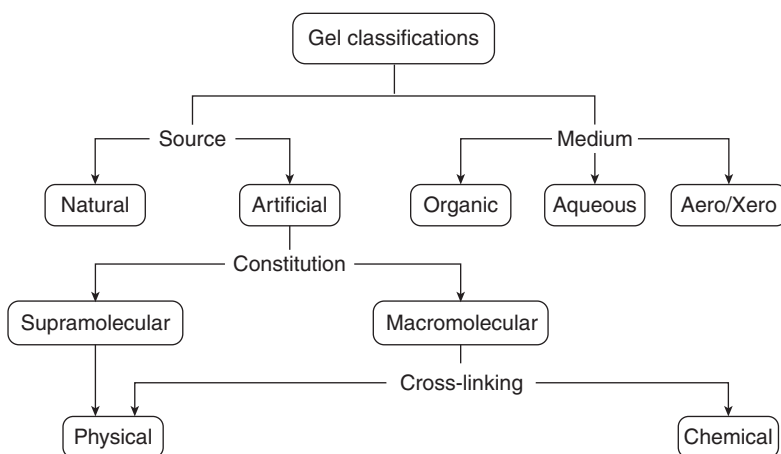 Gel classifications
Source
Medium
Natural
Artificial
Organic
Aqueous
Aero/Xero
Constitution
Supramolecular
Macromolecular
Cross-linking
Physical
Chemical